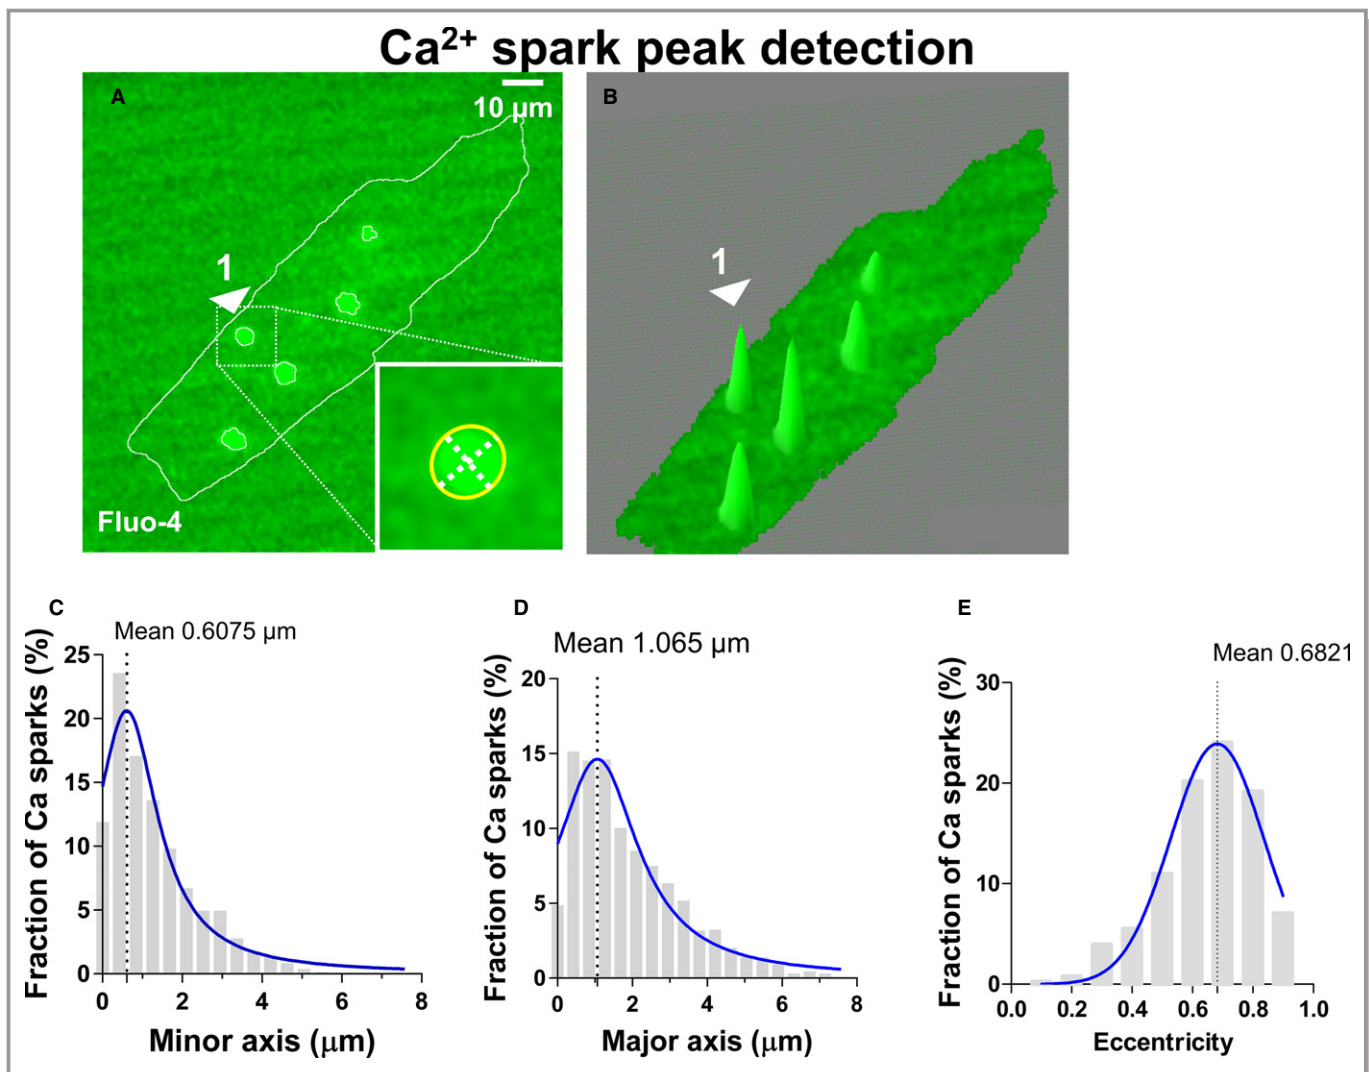 Ca²⁺ spark peak detection
A
10 µm
1
Fluo-4
B
1
C
Mean 0.6075 µm
Fraction of Ca sparks (%)
25
20
15
10
5
0
0 2 4 6 8
Minor axis (µm)
D
Mean 1.065 µm
Fraction of Ca sparks (%)
20
15
10
5
0
0 2 4 6 8
Major axis (µm)
E
Mean 0.6821
Fraction of Ca sparks (%)
30
20
10
0
0.0 0.2 0.4 0.6 0.8 1.0
Eccentricity